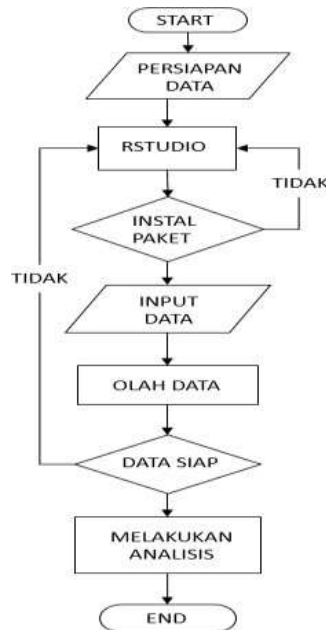 START
PERSIAPAN
DATA
RSTUDIO
TIDAK
INSTAL
PAKET
TIDAK
INPUT
DATA
OLAH DATA
DATA SIAP
MELAKUKAN
ANALISIS
END